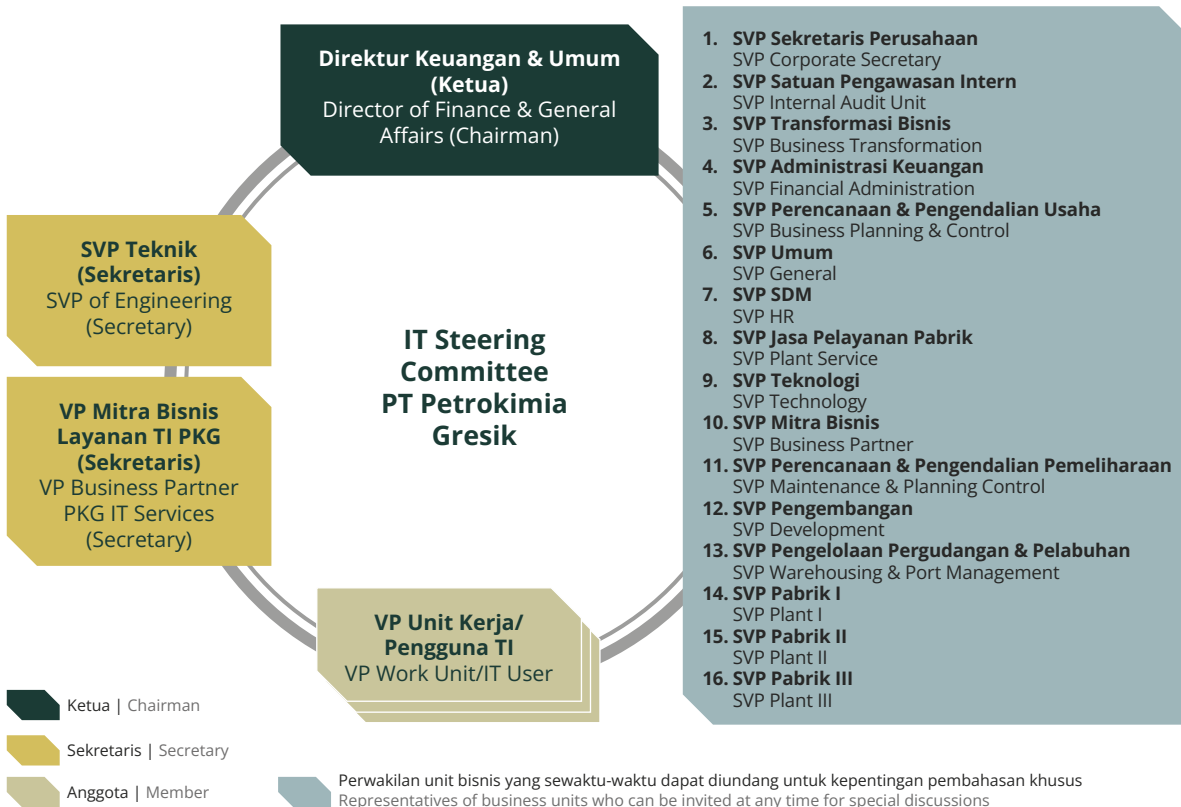 Direktur Keuangan & Umum
(Ketua)
Director of Finance & General
Affairs (Chairman)
SVP Teknik
(Sekretaris)
SVP of Engineering
(Secretary)
VP Mitra Bisnis
Layanan TI PKG
(Sekretaris)
VP Business Partner
PKG IT Services
(Secretary)
IT Steering
Committee
PT Petrokimia
Gresik
VP Unit Kerja/
Pengguna TI
VP Work Unit/IT User
1. SVP Sekretaris Perusahaan
SVP Corporate Secretary
2. SVP Satuan Pengawasan Intern
SVP Internal Audit Unit
3. SVP Transformasi Bisnis
SVP Business Transformation
4. SVP Administrasi Keuangan
SVP Financial Administration
5. SVP Perencanaan & Pengendalian Usaha
SVP Business Planning & Control
6. SVP Umum
SVP General
7. SVP SDM
SVP HR
8. SVP Jasa Pelayanan Pabrik
SVP Plant Service
9. SVP Teknologi
SVP Technology
10. SVP Mitra Bisnis
SVP Business Partner
11. SVP Perencanaan & Pengendalian Pemeliharaan
SVP Maintenance & Planning Control
12. SVP Pengembangan
SVP Development
13. SVP Pengelolaan Pergudangan & Pelabuhan
SVP Warehousing & Port Management
14. SVP Pabrik I
SVP Plant I
15. SVP Pabrik II
SVP Plant II
16. SVP Pabrik III
SVP Plant III
Ketua | Chairman
Sekretaris | Secretary
Anggota | Member
Perwakilan unit bisnis yang sewaktu-waktu dapat diundang untuk kepentingan pembahasan khusus
Representatives of business units who can be invited at any time for special discussions